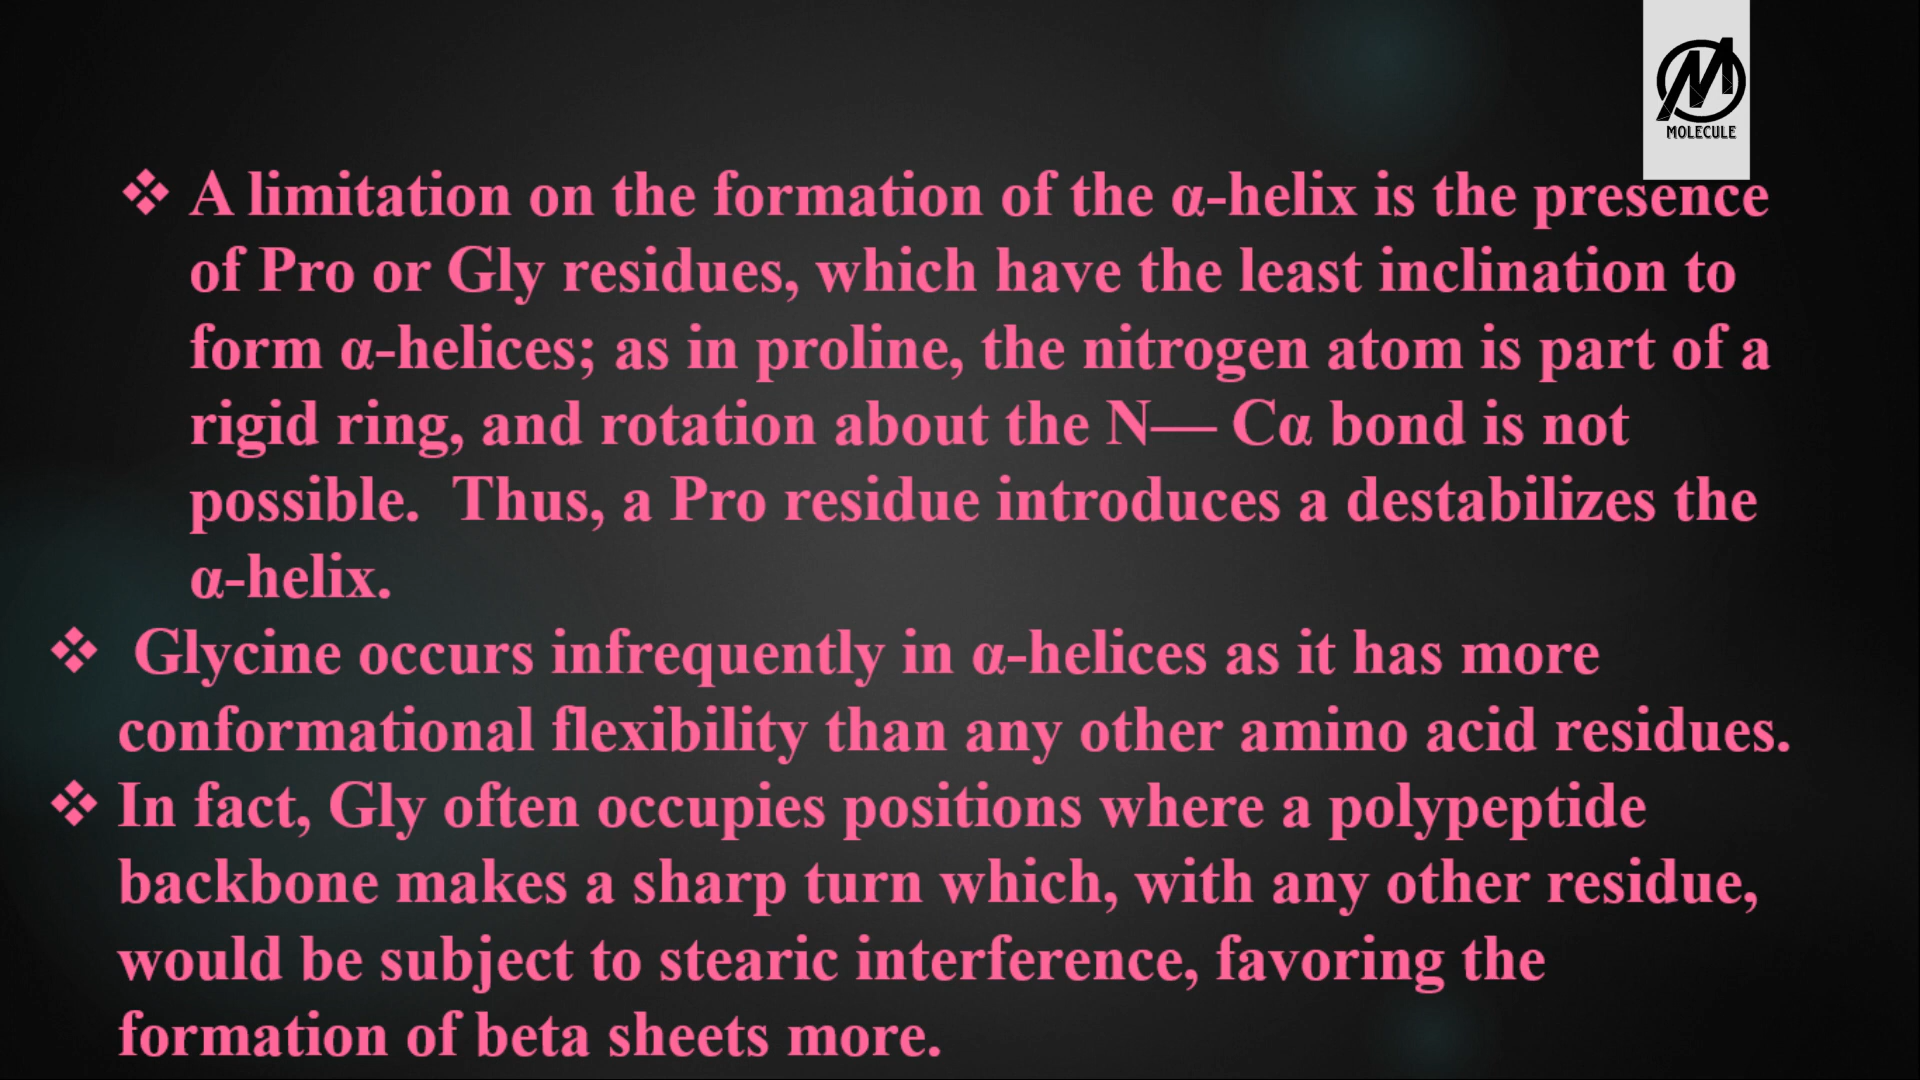 MOLECULE
❖ A limitation on the formation of the α-helix is the presence
of Pro or Gly residues, which have the least inclination to
form α-helices; as in proline, the nitrogen atom is part of a
rigid ring, and rotation about the N— Cα bond is not
possible.  Thus, a Pro residue introduces a destabilizes the
α-helix.
❖ Glycine occurs infrequently in α-helices as it has more
conformational flexibility than any other amino acid residues.
❖ In fact, Gly often occupies positions where a polypeptide
backbone makes a sharp turn which, with any other residue,
would be subject to stearic interference, favoring the
formation of beta sheets more.